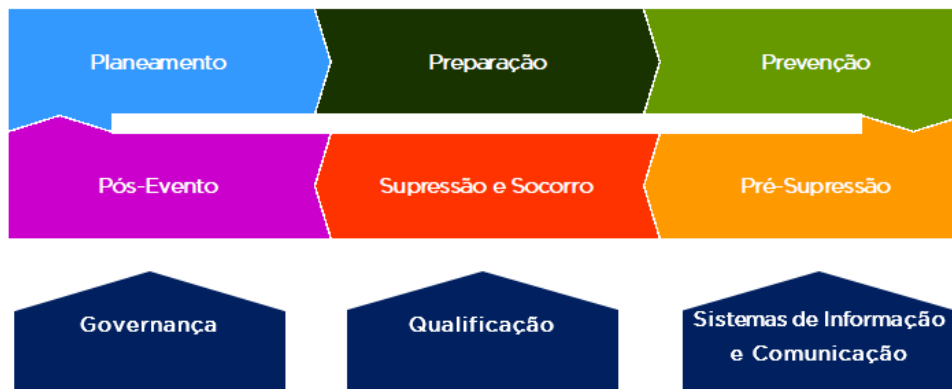 Planeamento
Preparação
Prevenção
Pós-Evento
Supressão e Socorro
Pré-Supressão
Governança
Qualificação
Sistemas de Informação
e Comunicação